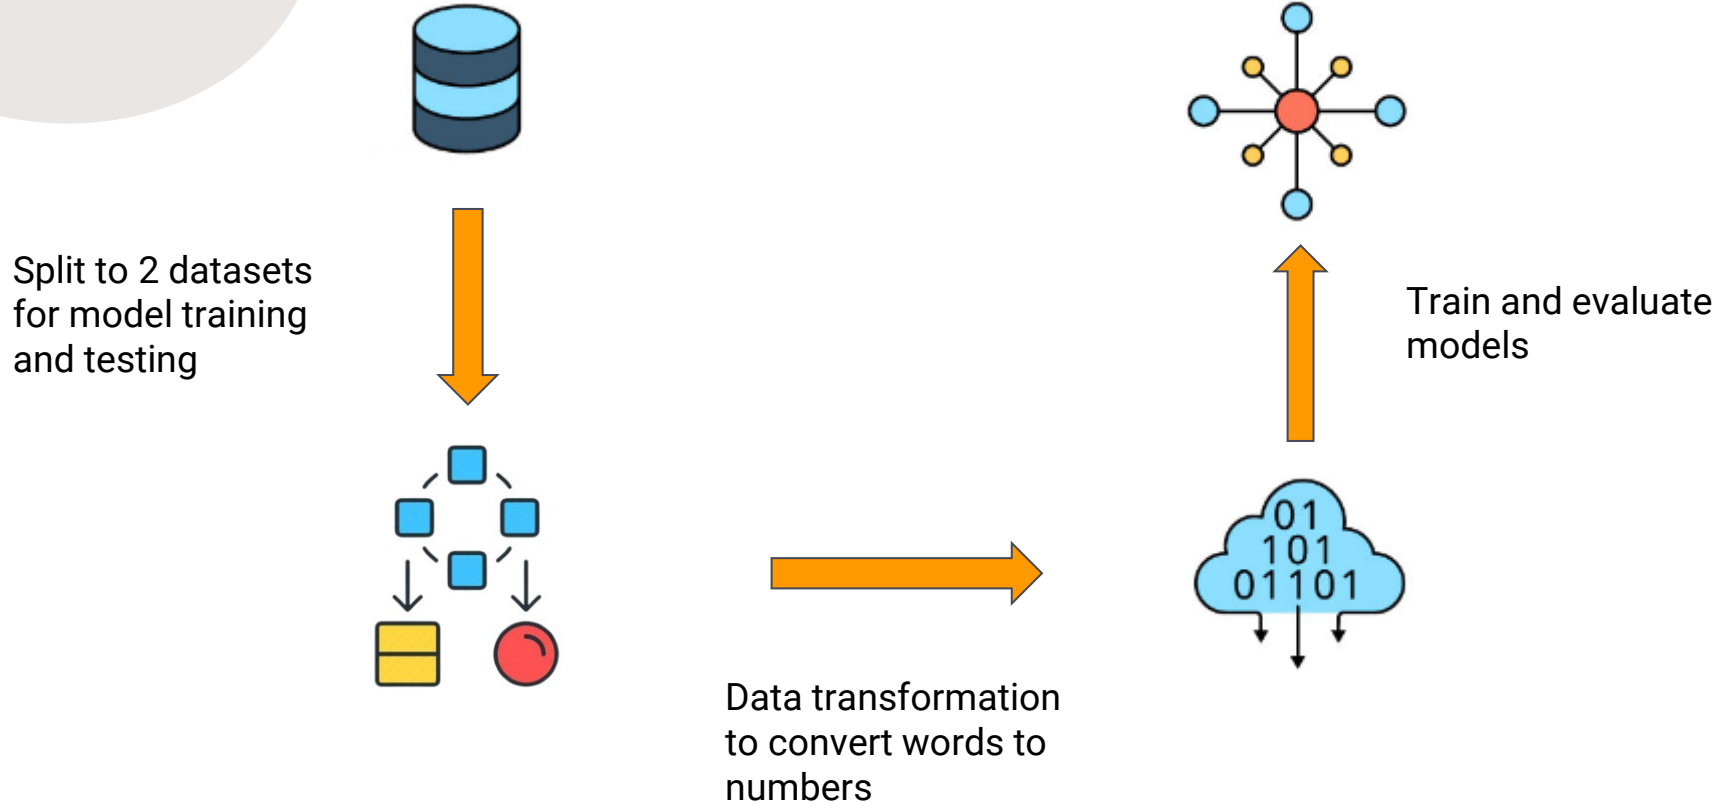 Split to 2 datasets
for model training
and testing
Data transformation
to convert words to
numbers
01
101
01101
Train and evaluate
models